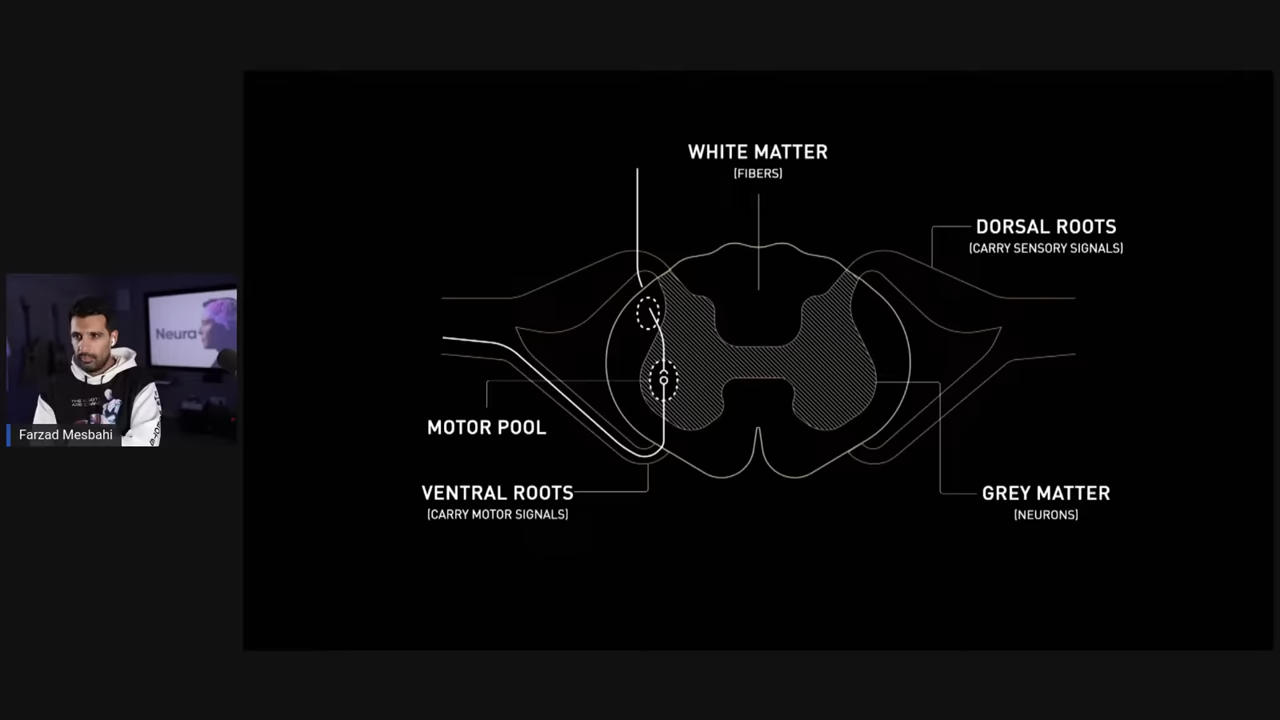 WHITE MATTER
(FIBERS)
DORSAL ROOTS
(CARRY SENSORY SIGNALS)
Neura
Farzad Mesbahi
MOTOR POOL
VENTRAL ROOTS
(CARRY MOTOR SIGNALS)
GREY MATTER
(NEURONS)